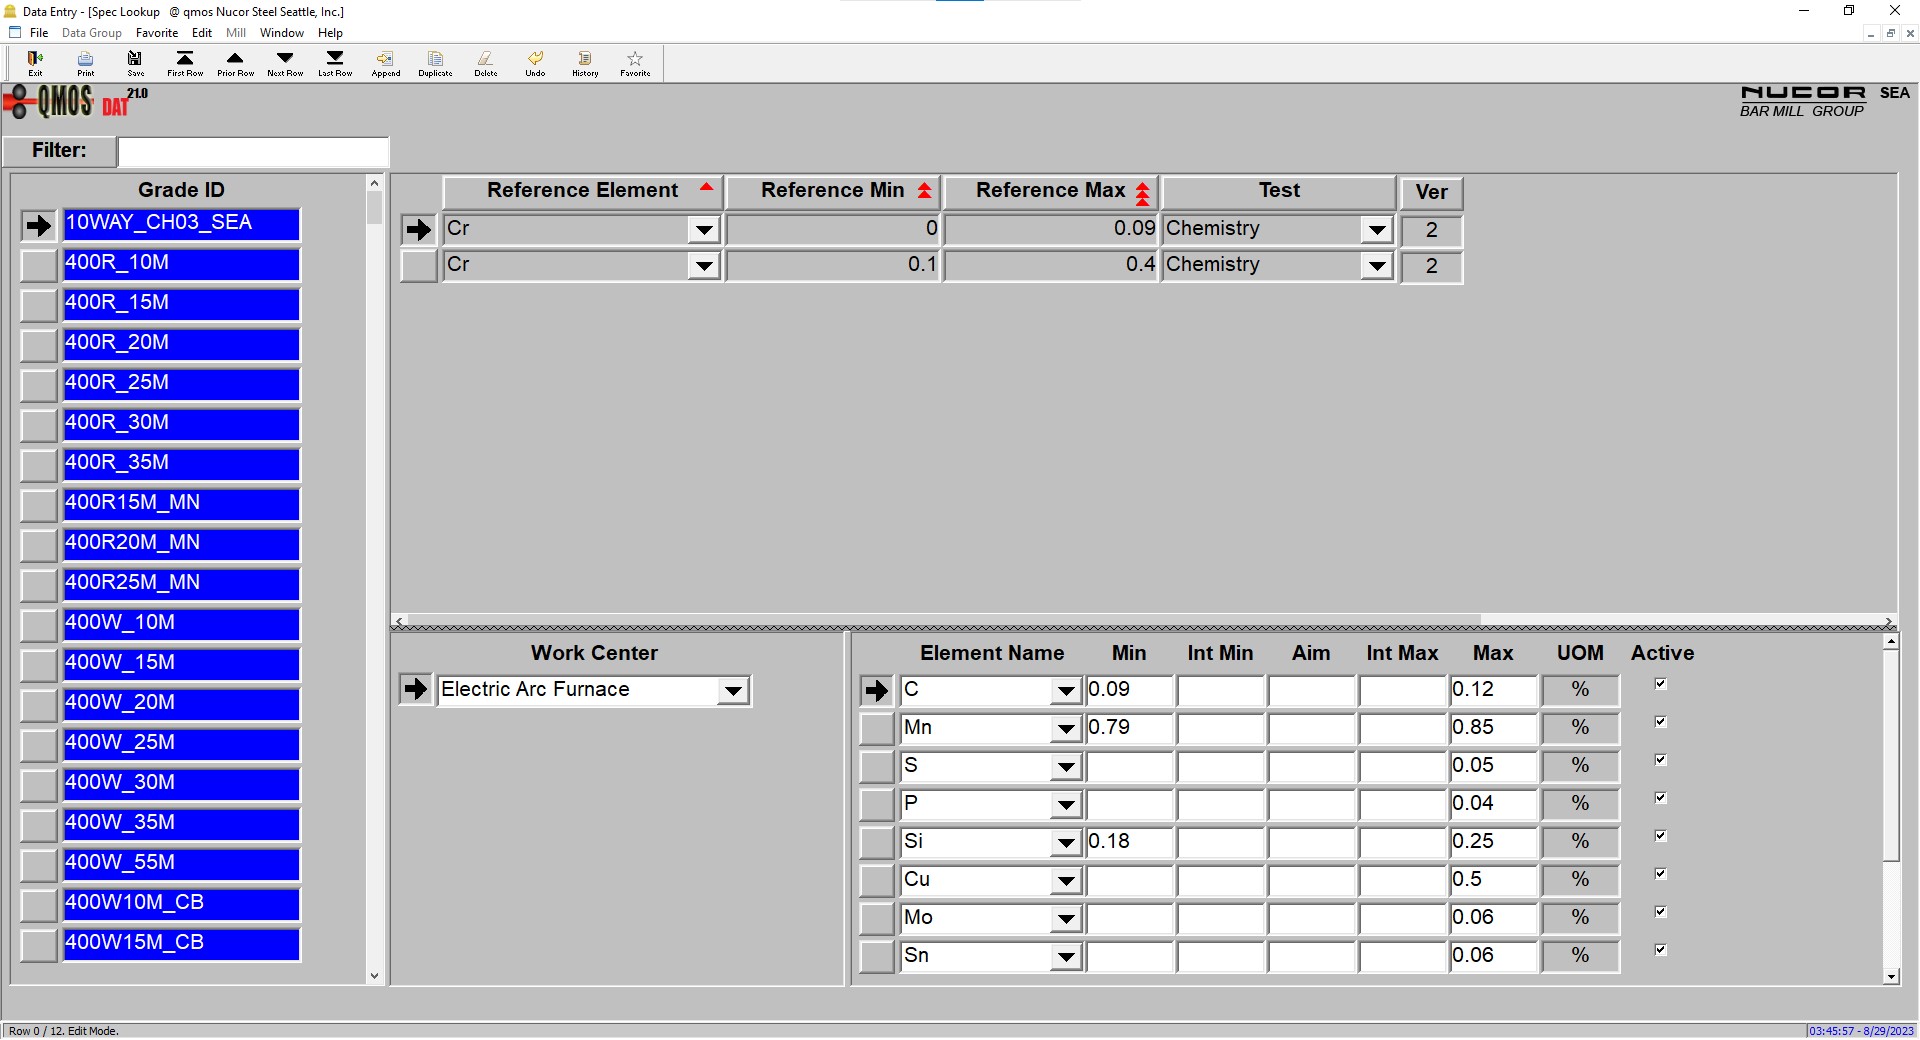 Data Entry - [Spec Lookup   @ qmos Nucor Steel Seattle, Inc.]
File Data Group Favorite Edit Mill Window Help
Exit Print Save First Row Prior Row Next Row Last Row Append Duplicate Delete Undo History Favorite
QMOS DAT 21.0
NUCOR SEA
BAR MILL GROUP
Filter:
Grade ID
10WAY_CH03_SEA
400R_10M
400R_15M
400R_20M
400R_25M
400R_30M
400R_35M
400R15M_MN
400R20M_MN
400R25M_MN
400W_10M
400W_15M
400W_20M
400W_25M
400W_30M
400W_35M
400W_55M
400W10M_CB
400W15M_CB
Reference Element Reference Min Reference Max Test Ver
Cr 0 0.09 Chemistry 2
Cr 0.1 0.4 Chemistry 2
Work Center
Electric Arc Furnace
Element Name Min Int Min Aim Int Max Max UOM Active
C 0.09 0.12 %
Mn 0.79 0.85 %
S 0.05 %
P 0.04 %
Si 0.18 0.25 %
Cu 0.5 %
Mo 0.06 %
Sn 0.06 %
Row 0 / 12. Edit Mode.
03:45:57 - 8/29/2023